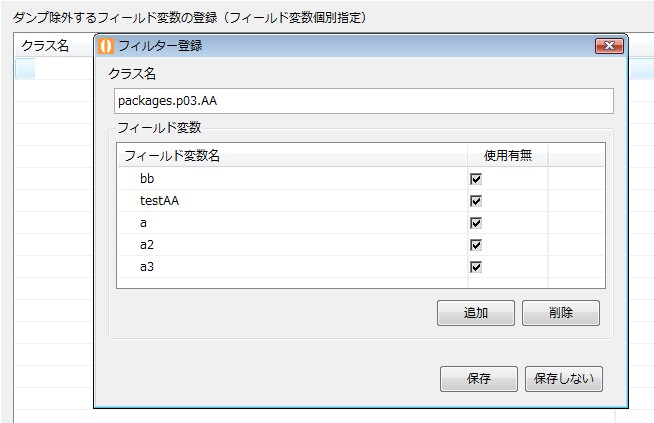 ダンプ除外するフィールド変数の登録（フィールド変数個別指定）
クラス名
フィルター登録
クラス名
packages.p03.AA
フィールド変数
フィールド変数名 使用有無
bb
testAA
a
a2
a3
追加 削除
保存 保存しない